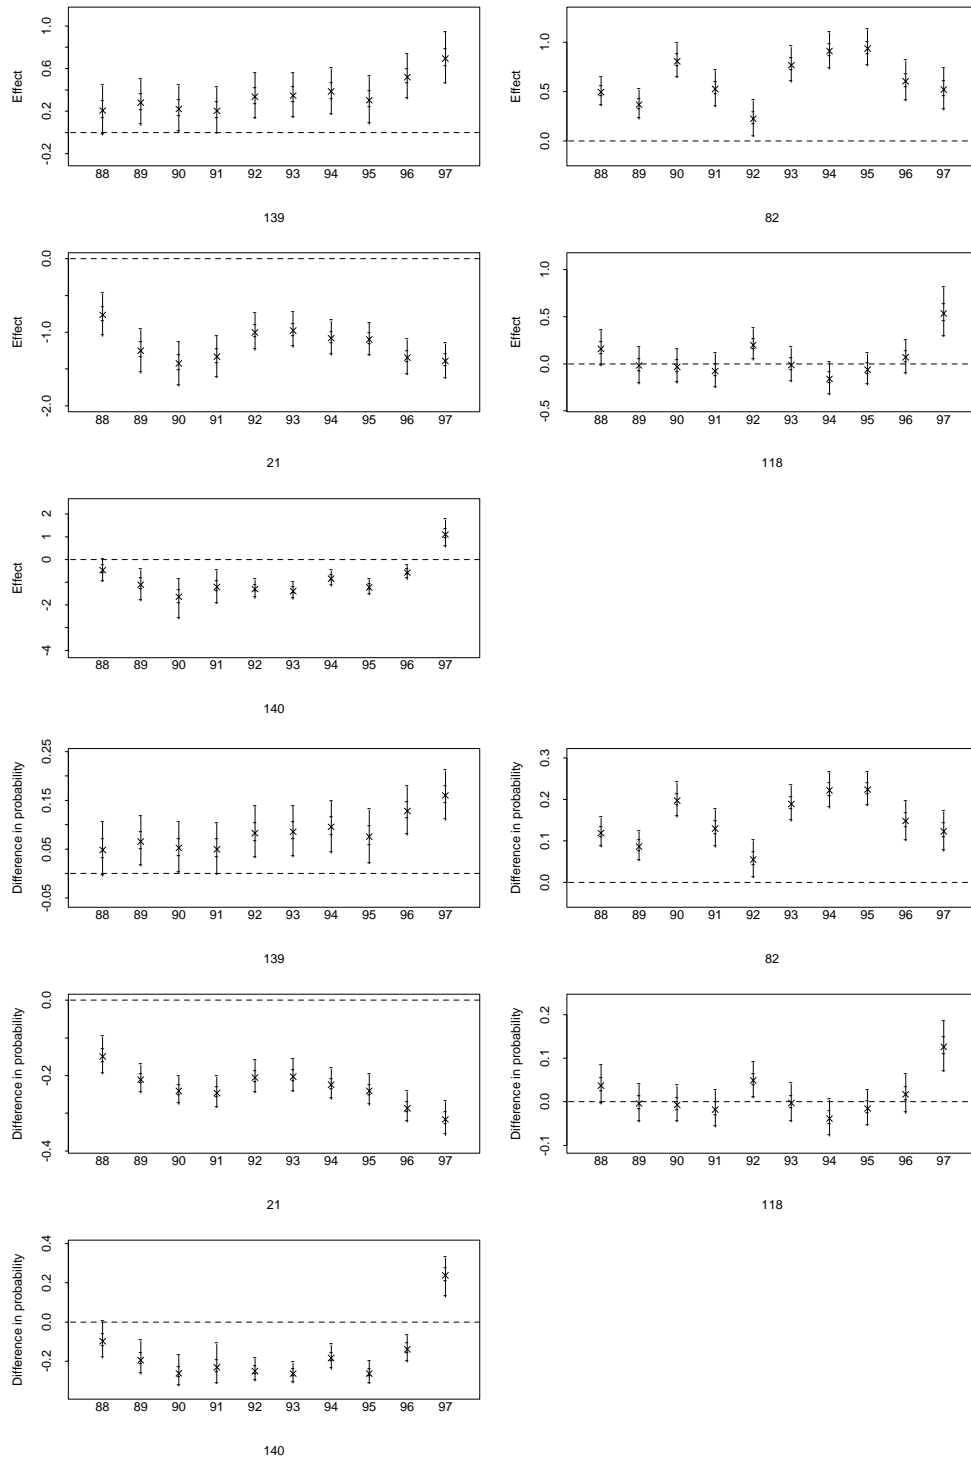 Effect
-0.2 0.2 0.6 1.0
88 89 90 91 92 93 94 95 96 97
139
Effect
0.0 0.5 1.0
88 89 90 91 92 93 94 95 96 97
82
Effect
-2.0 -1.0 0.0
88 89 90 91 92 93 94 95 96 97
21
Effect
-0.5 0.0 0.5 1.0
88 89 90 91 92 93 94 95 96 97
118
Effect
-4 -2 0 2
88 89 90 91 92 93 94 95 96 97
140
Difference in probability
-0.05 0.05 0.15 0.25
88 89 90 91 92 93 94 95 96 97
139
Difference in probability
0.0 0.1 0.2 0.3
88 89 90 91 92 93 94 95 96 97
82
Difference in probability
-0.4 -0.2 0.0
88 89 90 91 92 93 94 95 96 97
21
Difference in probability
-0.1 0.0 0.1 0.2
88 89 90 91 92 93 94 95 96 97
118
Difference in probability
-0.2 0.0 0.2 0.4
88 89 90 91 92 93 94 95 96 97
140